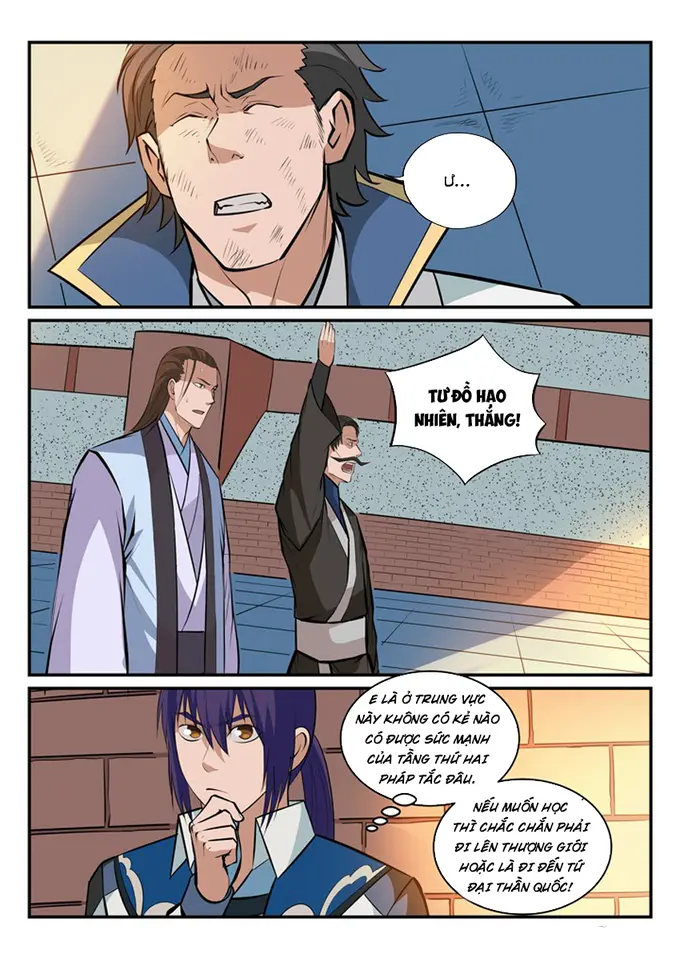 Ư...
TƯ ĐỒ HẠO
NHIÊN, THẮNG!
E LÀ Ở TRUNG VỰC
NÀY KHÔNG CÓ KẺ NÀO
CÓ ĐƯỢC SỨC MẠNH
CỦA TẦNG THỨ HAI
PHÁP TẮC ĐÂU.
NẾU MUỐN HỌC
THÌ CHẮC CHẮN PHẢI
ĐI LÊN THƯỢNG GIỚI
HOẶC LÀ ĐI ĐẾN TỨ
ĐẠI THẦN QUỐC!